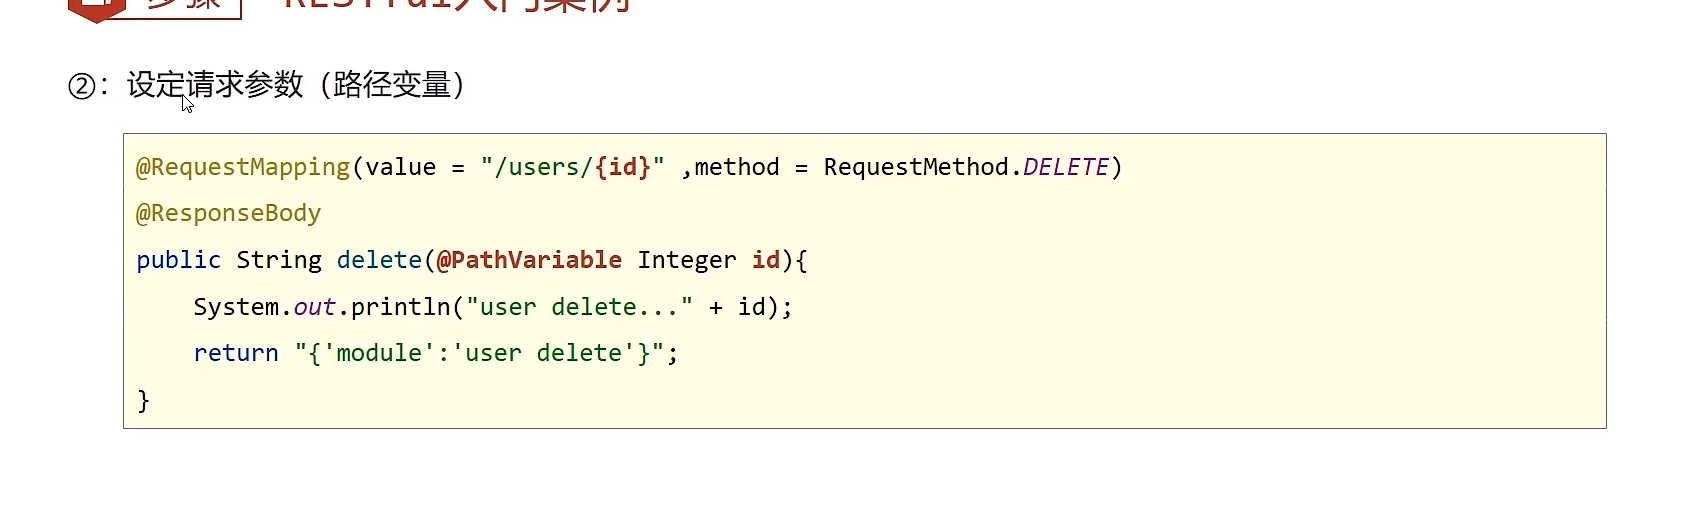 步骤 RESTful入门案例
②：设定请求参数（路径变量）
@RequestMapping(value = "/users/{id}" ,method = RequestMethod.DELETE)
@ResponseBody
public String delete(@PathVariable Integer id){
    System.out.println("user delete..." + id);
    return "{'module':'user delete'}";
}